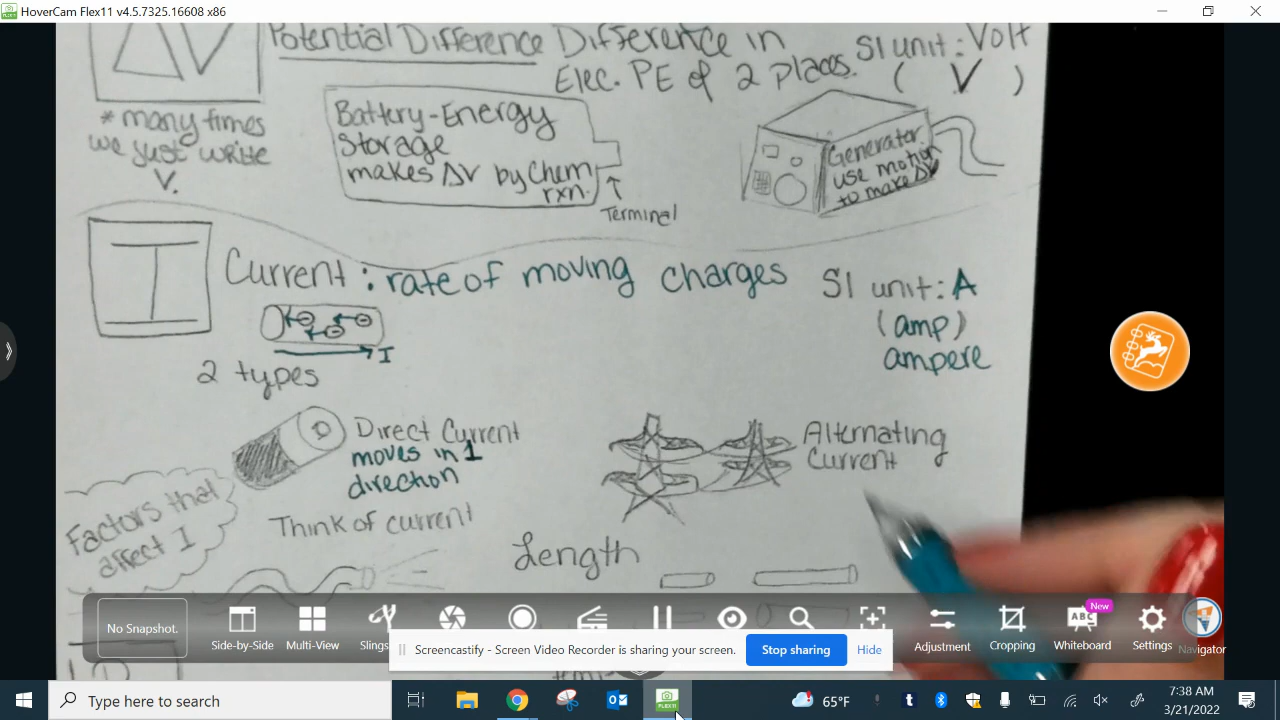 HoverCam Flex11 v4.5.7325.16608 x86
ΔV
Potential Difference Difference in
Elec. PE of 2 places.
SI unit: Volt
( V )
* many times
we just write
V.
Battery-Energy
Storage
makes ΔV by Chem
rxn.
Terminal
Generator
use motion
to make ΔV
I
Current: rate of moving charges
SI unit: A
(amp)
ampere
I
2 types
D
Direct Current
moves in 1
direction
Alternating
Current
Factors that
affect I
Think of current
Length
No Snapshot.
Side-by-Side
Multi-View
Slings
ABC
New
Adjustment
Cropping
Whiteboard
Settings
Navigator
Screencastify - Screen Video Recorder is sharing your screen.
Stop sharing
Hide
Type here to search
FLEX11
65°F
7:38 AM
3/21/2022